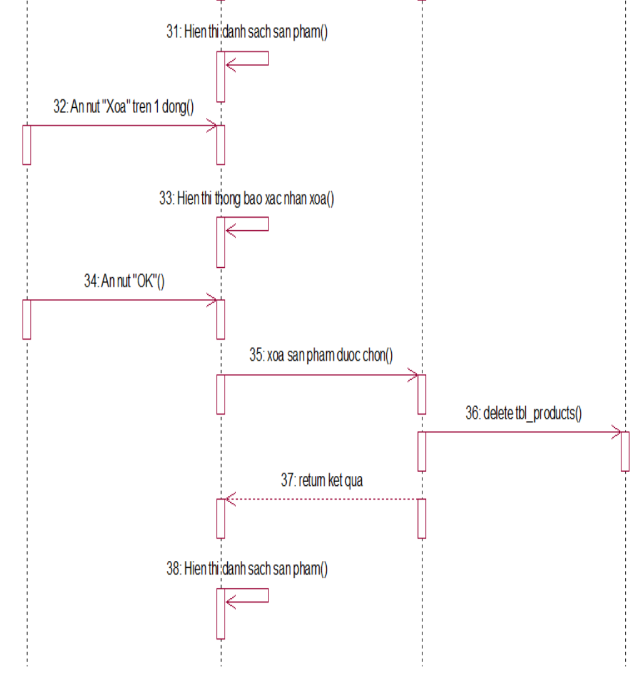 31: Hien thi danh sach san pham()
32: An nut "Xoa" tren 1 dong()
33: Hien thi thong bao xac nhan xoa()
34: An nut "OK"()
35: xoa san pham duoc chon()
36: delete tbl_products()
37: return ket qua
38: Hien thi danh sach san pham()